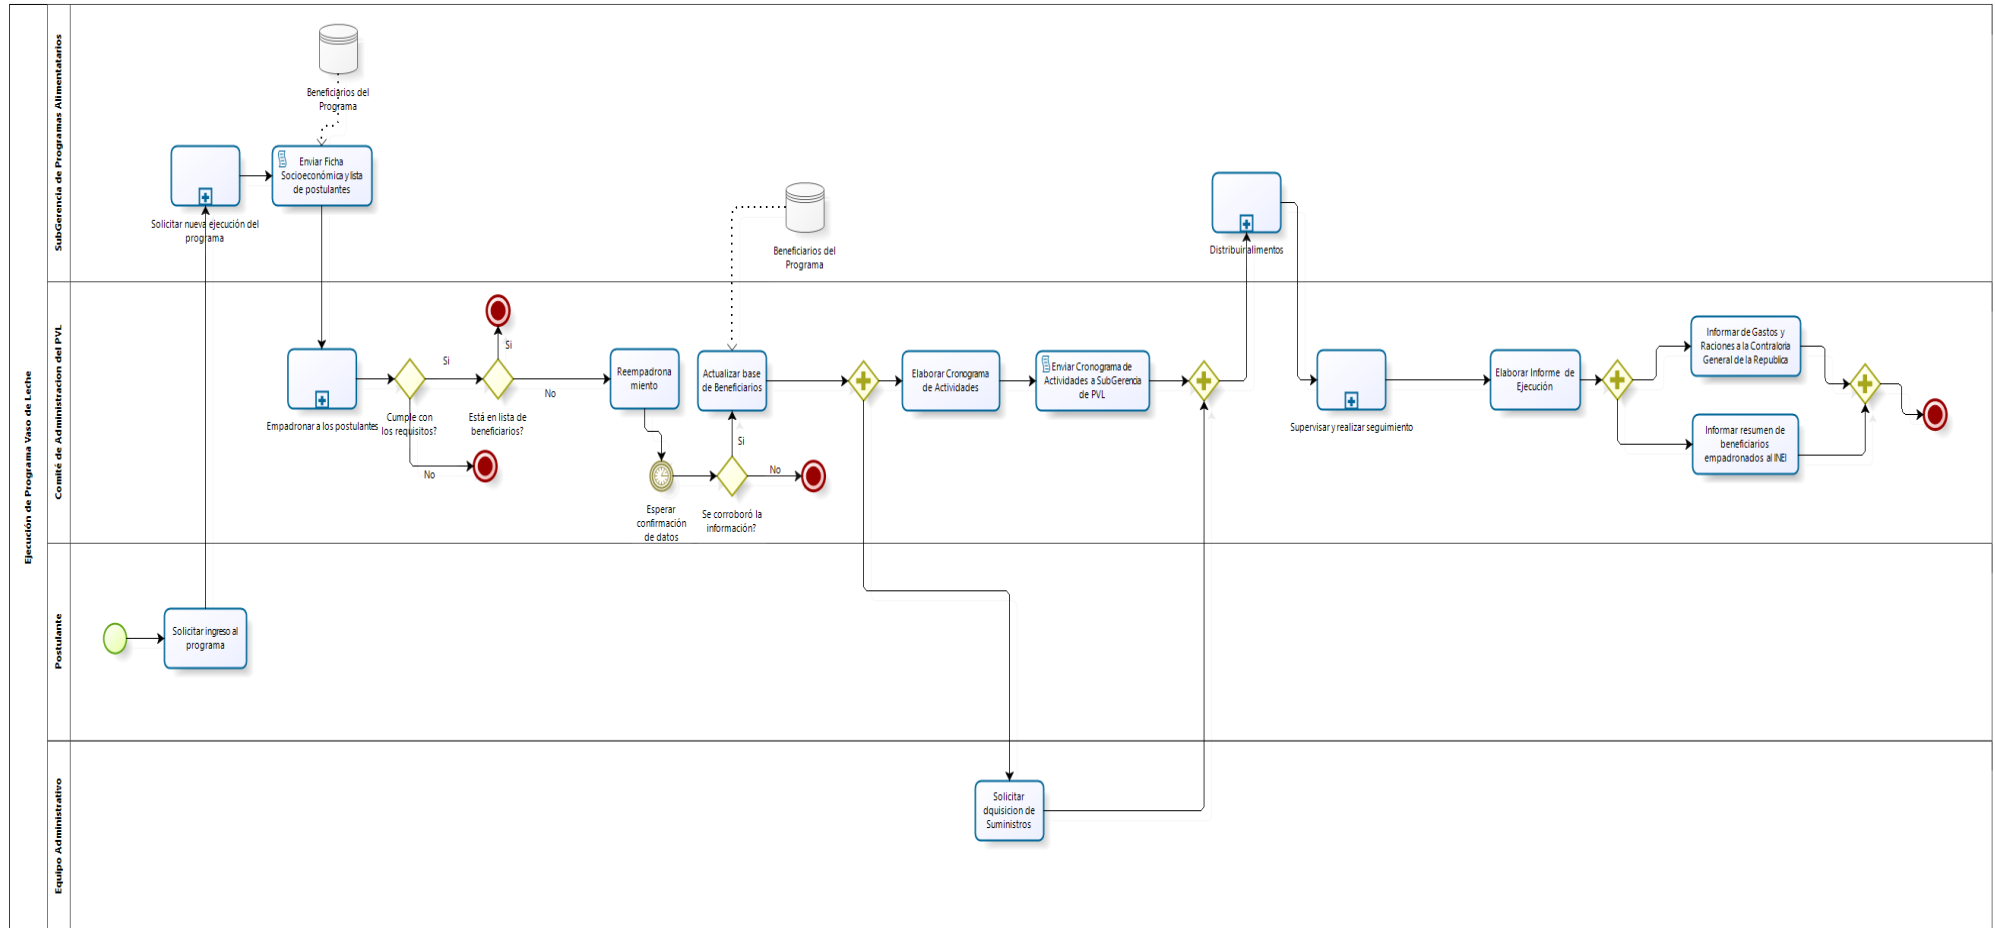 Ejecución de Programa Vaso de Leche
SubGerencia de Programas Alimentatarios
Beneficiarios del
Programa
Enviar Ficha
Socioeconómica y lista
de postulantes
Solicitar nueva ejecución del
programa
Beneficiarios del
Programa
Distribuir alimentos
Comité de Administracion del PVL
Empadronar a los postulantes
Cumple con
los requisitos?
Si
No
Está en lista de
beneficiarios?
Si
No
Reempadrona
miento
Esperar
confirmación
de datos
Se corroboró la
información?
Si
No
Actualizar base
de Beneficiarios
Elaborar Cronograma
de Actividades
Enviar Cronograma de
Actividades a SubGerencia
de PVL
Supervisar y realizar seguimiento
Elaborar Informe de
Ejecución
Informar de Gastos y
Raciones a la Contraloria
General de la Republica
Informar resumen de
beneficiarios
empadronados al INEI
Postulante
Solicitar ingreso al
programa
Equipo Administrativo
Solicitar
dquisicion de
Suministros